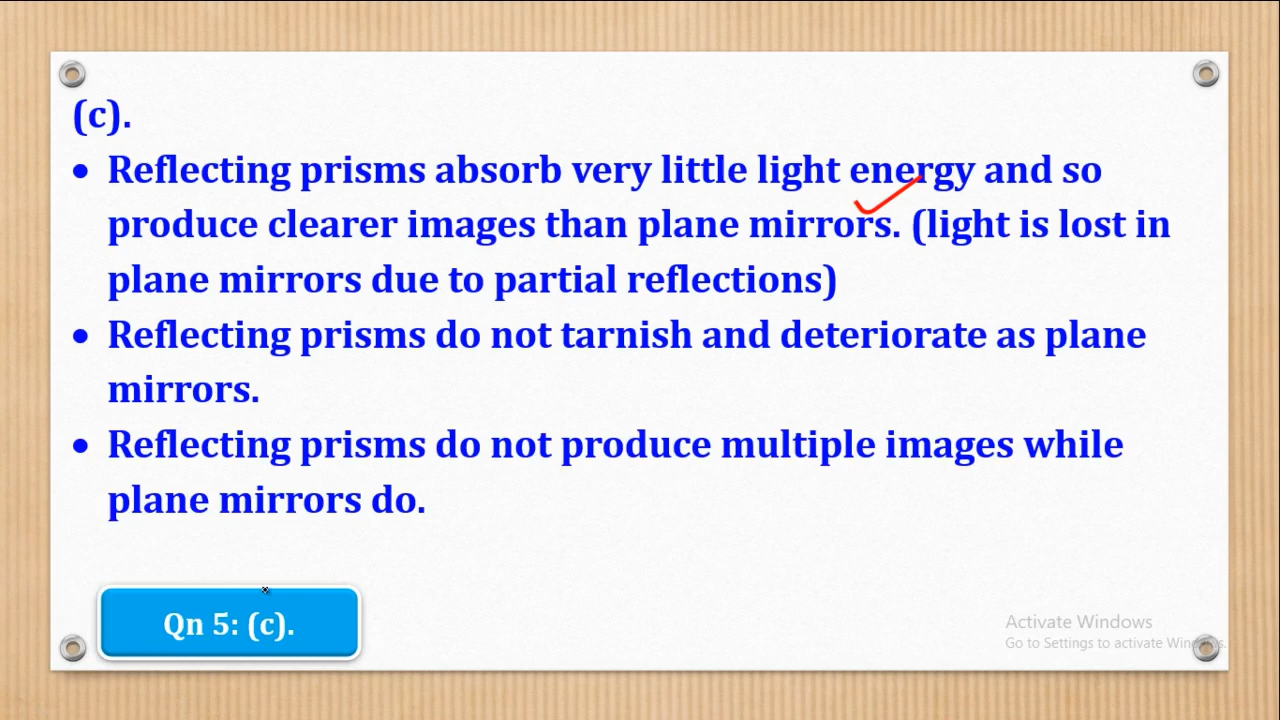 (c).
• Reflecting prisms absorb very little light energy and so
produce clearer images than plane mirrors. (light is lost in
plane mirrors due to partial reflections)
• Reflecting prisms do not tarnish and deteriorate as plane
mirrors.
• Reflecting prisms do not produce multiple images while
plane mirrors do.
Qn 5: (c).
Activate Windows
Go to Settings to activate Windows.